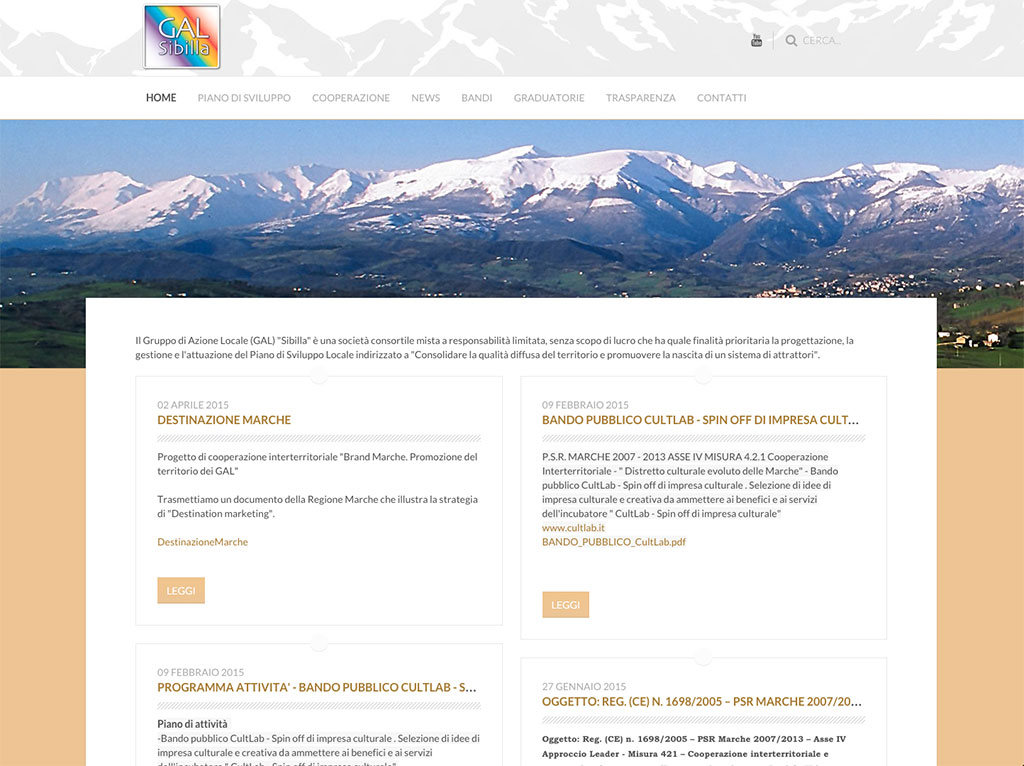 GAL
Sibilla
You
Tube
CERCA..
HOME PIANO DI SVILUPPO COOPERAZIONE NEWS BANDI GRADUATORIE TRASPARENZA CONTATTI
Il Gruppo di Azione Locale (GAL) "Sibilla" è una società consortile mista a responsabilità limitata, senza scopo di lucro che ha quale finalità prioritaria la progettazione, la
gestione e l'attuazione del Piano di Sviluppo Locale indirizzato a "Consolidare la qualità diffusa del territorio e promuovere la nascita di un sistema di attrattori".
02 APRILE 2015
DESTINAZIONE MARCHE
Progetto di cooperazione interterritoriale "Brand Marche. Promozione del
territorio dei GAL"
Trasmettiamo un documento della Regione Marche che illustra la strategia
di "Destination marketing".
DestinazioneMarche
LEGGI
09 FEBBRAIO 2015
BANDO PUBBLICO CULTLAB - SPIN OFF DI IMPRESA CULT...
P.S.R. MARCHE 2007 - 2013 ASSE IV MISURA 4.2.1 Cooperazione
Interterritoriale - " Distretto culturale evoluto delle Marche" - Bando
pubblico CultLab - Spin off di impresa culturale . Selezione di idee di
impresa culturale e creativa da ammettere ai benefici e ai servizi
dell'incubatore " CultLab - Spin off di impresa culturale"
www.cultlab.it
BANDO_PUBBLICO_CultLab.pdf
LEGGI
09 FEBBRAIO 2015
PROGRAMMA ATTIVITA' - BANDO PUBBLICO CULTLAB - S...
Piano di attività
-Bando pubblico CultLab - Spin off di impresa culturale . Selezione di idee di
impresa culturale e creativa da ammettere ai benefici e ai servizi
dell'incubatore " CultLab - Spin off di impresa culturale"
27 GENNAIO 2015
OGGETTO: REG. (CE) N. 1698/2005 – PSR MARCHE 2007/20...
Oggetto: Reg. (CE) n. 1698/2005 – PSR Marche 2007/2013 – Asse IV
Approccio Leader - Misura 421 – Cooperazione interterritoriale e